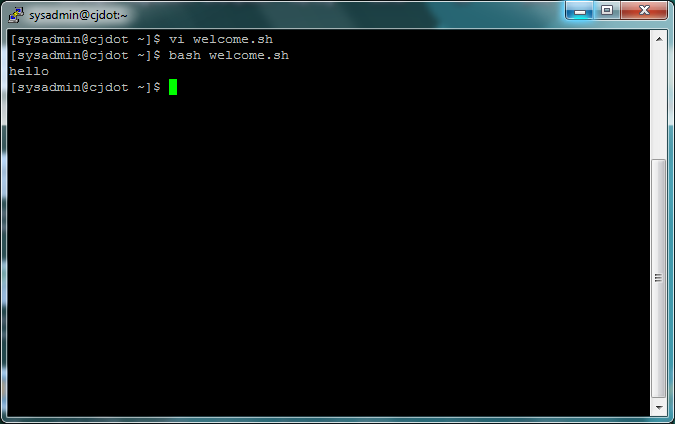 sysadmin@cjdot:~
[sysadmin@cjdot ~]$ vi welcome.sh
[sysadmin@cjdot ~]$ bash welcome.sh
hello
[sysadmin@cjdot ~]$